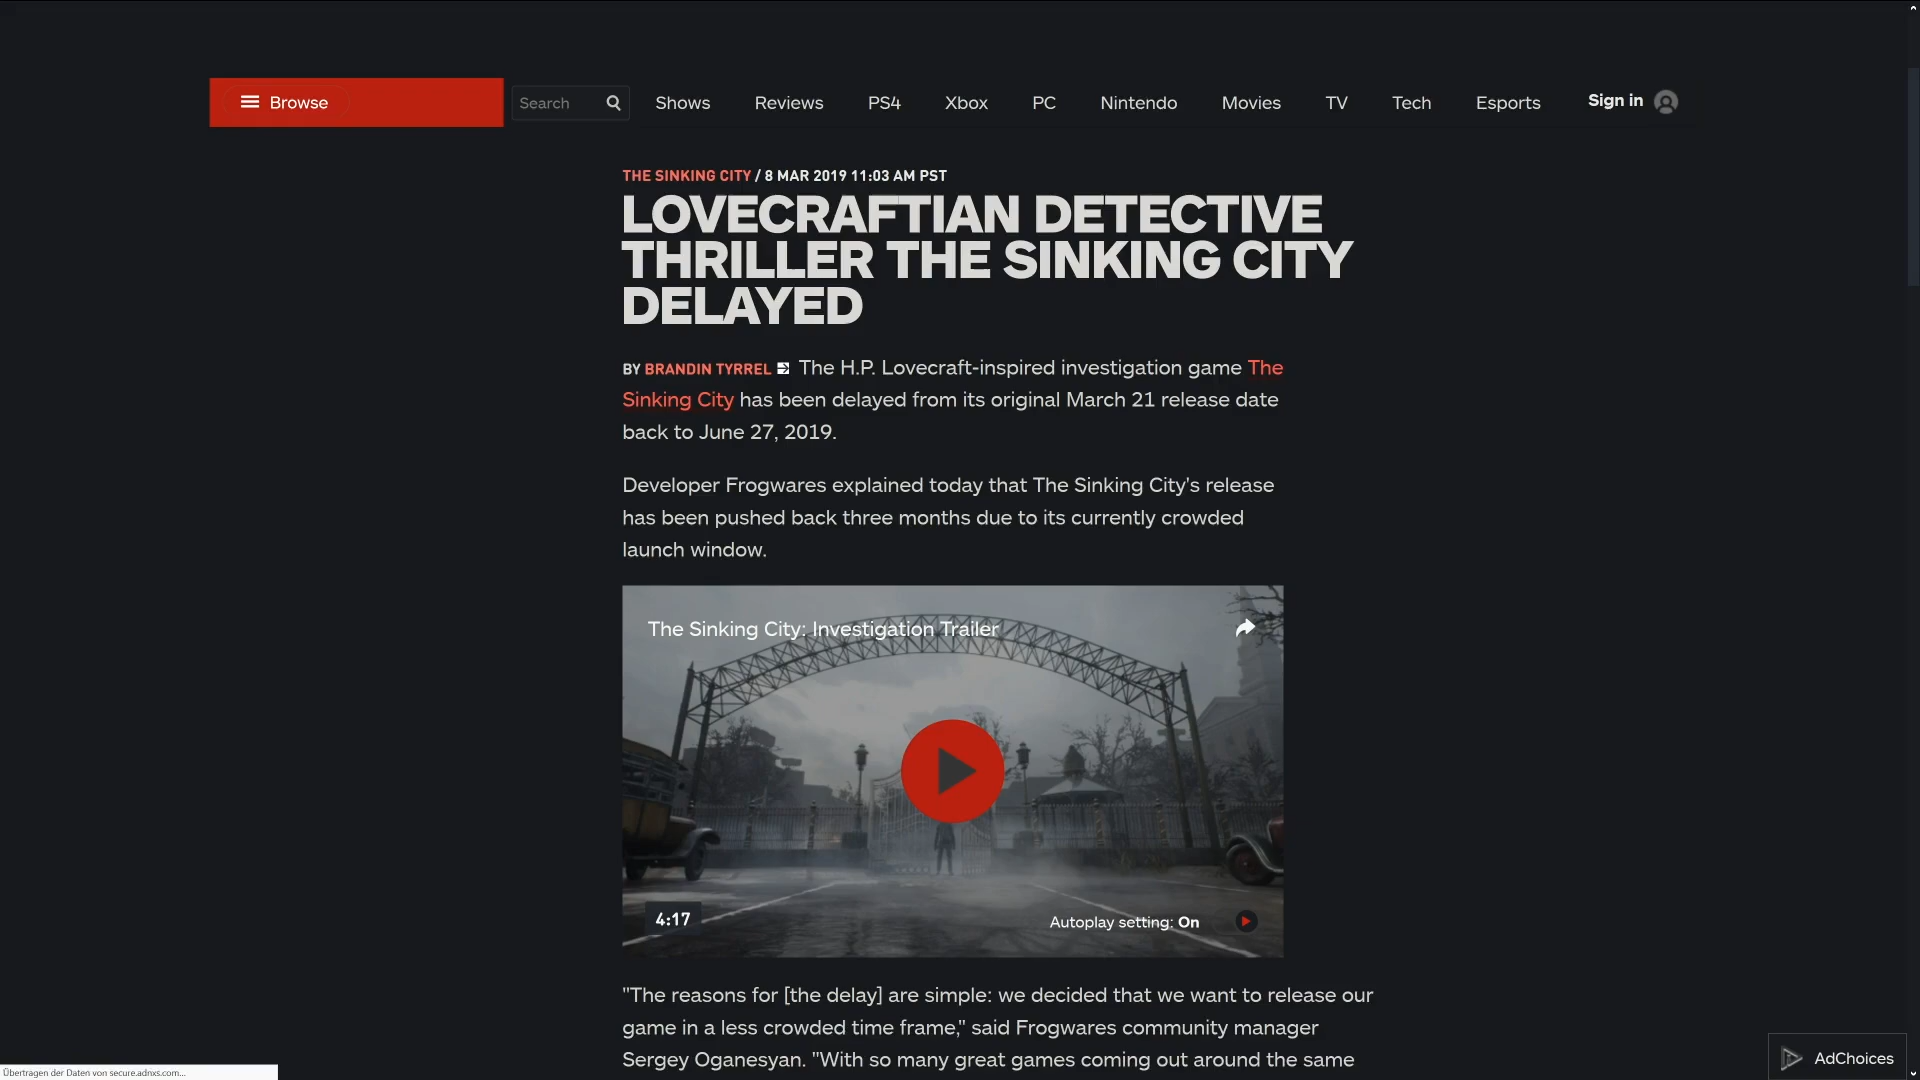 Browse
Search
Shows
Reviews
PS4
Xbox
PC
Nintendo
Movies
TV
Tech
Esports
Sign in
THE SINKING CITY / 8 MAR 2019 11:03 AM PST
LOVECRAFTIAN DETECTIVE
THRILLER THE SINKING CITY
DELAYED
BY BRANDIN TYRREL The H.P. Lovecraft-inspired investigation game The
Sinking City has been delayed from its original March 21 release date
back to June 27, 2019.
Developer Frogwares explained today that The Sinking City's release
has been pushed back three months due to its currently crowded
launch window.
The Sinking City: Investigation Trailer
4:17
Autoplay setting: On
"The reasons for [the delay] are simple: we decided that we want to release our
game in a less crowded time frame," said Frogwares community manager
Sergey Oganesyan. "With so many great games coming out around the same
AdChoices
Übertragen der Daten von secure.adnxs.com...